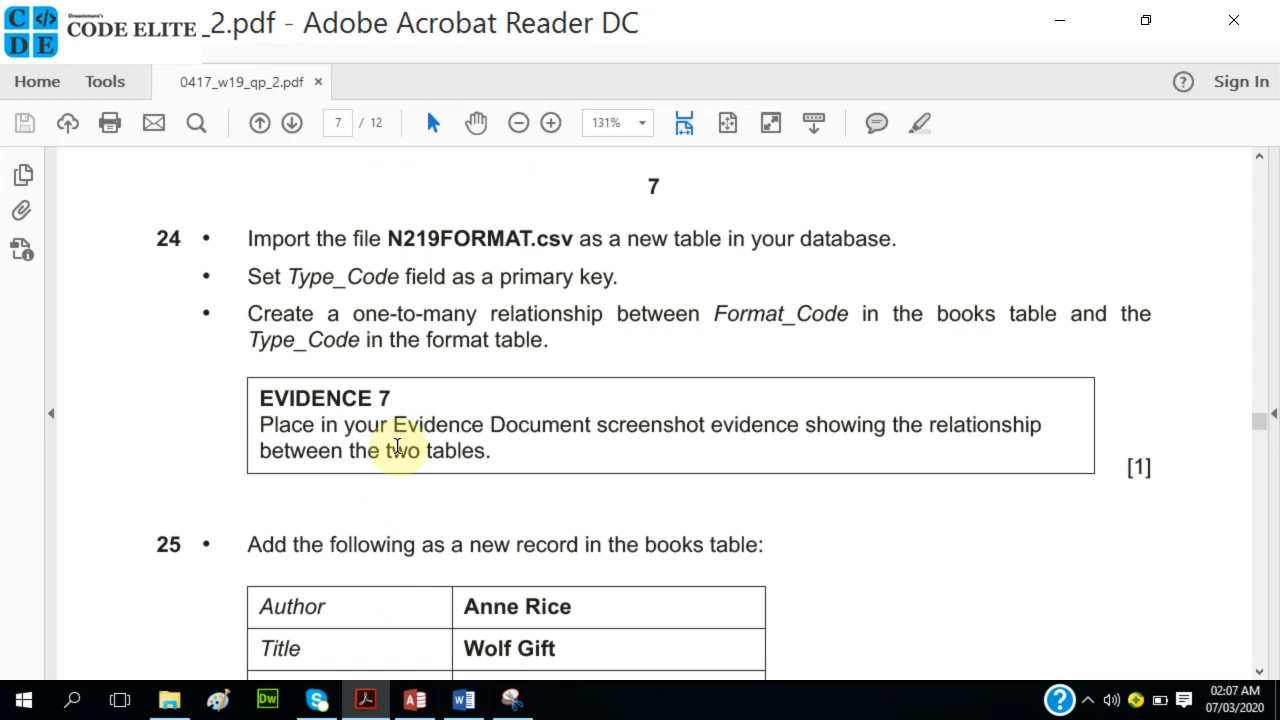 Dreammore's
CODE ELITE
C </>
D E
_2.pdf - Adobe Acrobat Reader DC
Home Tools 0417_w19_qp_2.pdf × Sign In
7 / 12 131%
7
24 • Import the file N219FORMAT.csv as a new table in your database.
• Set Type_Code field as a primary key.
• Create a one-to-many relationship between Format_Code in the books table and the
Type_Code in the format table.
EVIDENCE 7
Place in your Evidence Document screenshot evidence showing the relationship
between the two tables.
[1]
25 • Add the following as a new record in the books table:
Author Anne Rice
Title Wolf Gift
Dw
02:07 AM
07/03/2020